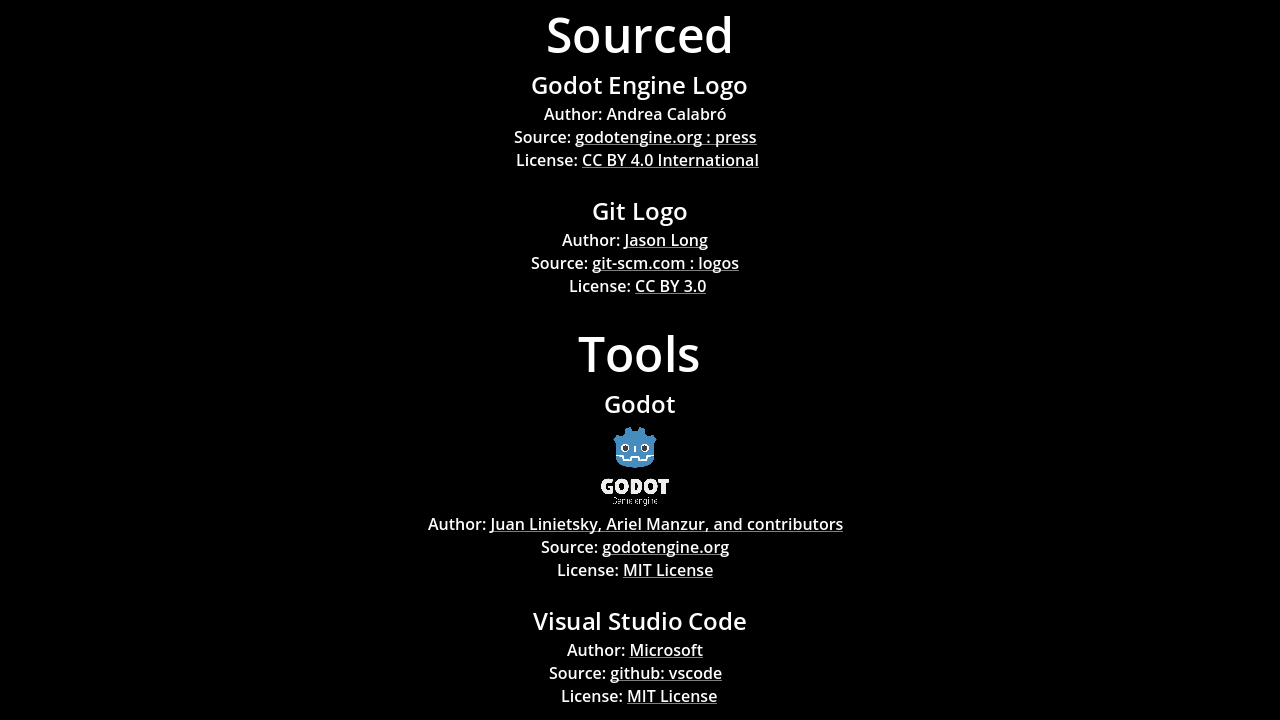 Sourced
Godot Engine Logo
Author: Andrea Calabró
Source: godotengine.org : press
License: CC BY 4.0 International
Git Logo
Author: Jason Long
Source: git-scm.com : logos
License: CC BY 3.0
Tools
Godot
GODOT
Game engine
Author: Juan Linietsky, Ariel Manzur, and contributors
Source: godotengine.org
License: MIT License
Visual Studio Code
Author: Microsoft
Source: github: vscode
License: MIT License